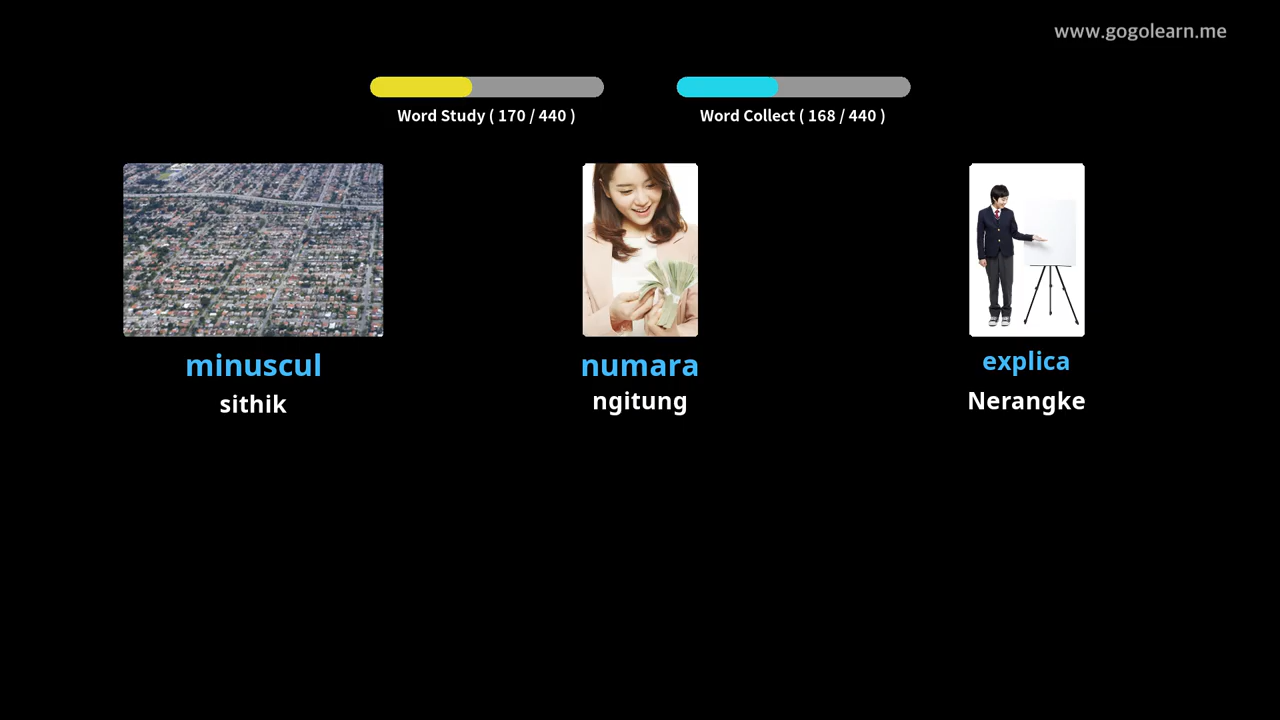 www.gogolearn.me
Word Study ( 170 / 440 )
Word Collect ( 168 / 440 )
minuscul
numara
explica
sithik
ngitung
Nerangke